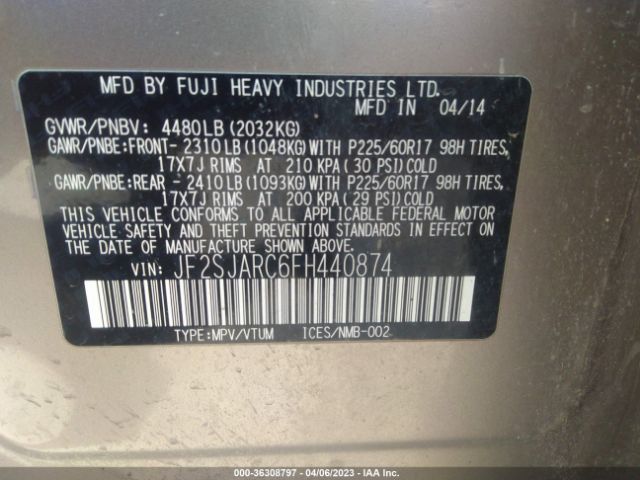 MFD BY FUJI HEAVY INDUSTRIES LTD.
MFD IN 04/14
GVWR/PNBV: 4480LB(2032KG)
GAWR/PNBE:FRONT- 2310LB(1048KG)WITH P225/60R17 98H TIRES,
17X7J RIMS AT 210 KPA(30 PSI)COLD
GAWR/PNBE:REAR - 2410LB(1093KG)WITH P225/60R17 98H TIRES,
17X7J RIMS AT 200 KPA(29 PSI)COLD
THIS VEHICLE CONFORMS TO ALL APPLICABLE FEDERAL MOTOR
VEHICLE SAFETY AND THEFT PREVENTION STANDARDS IN EFFECT
ON THE DATE OF MANUFACTURE SHOWN ABOVE.
VIN: JF2SJARC6FH440874
TYPE:MPV/VTUM ICES/NMB-002
Stock #: 36308797 - 04/06/2023 - IAA Inc.